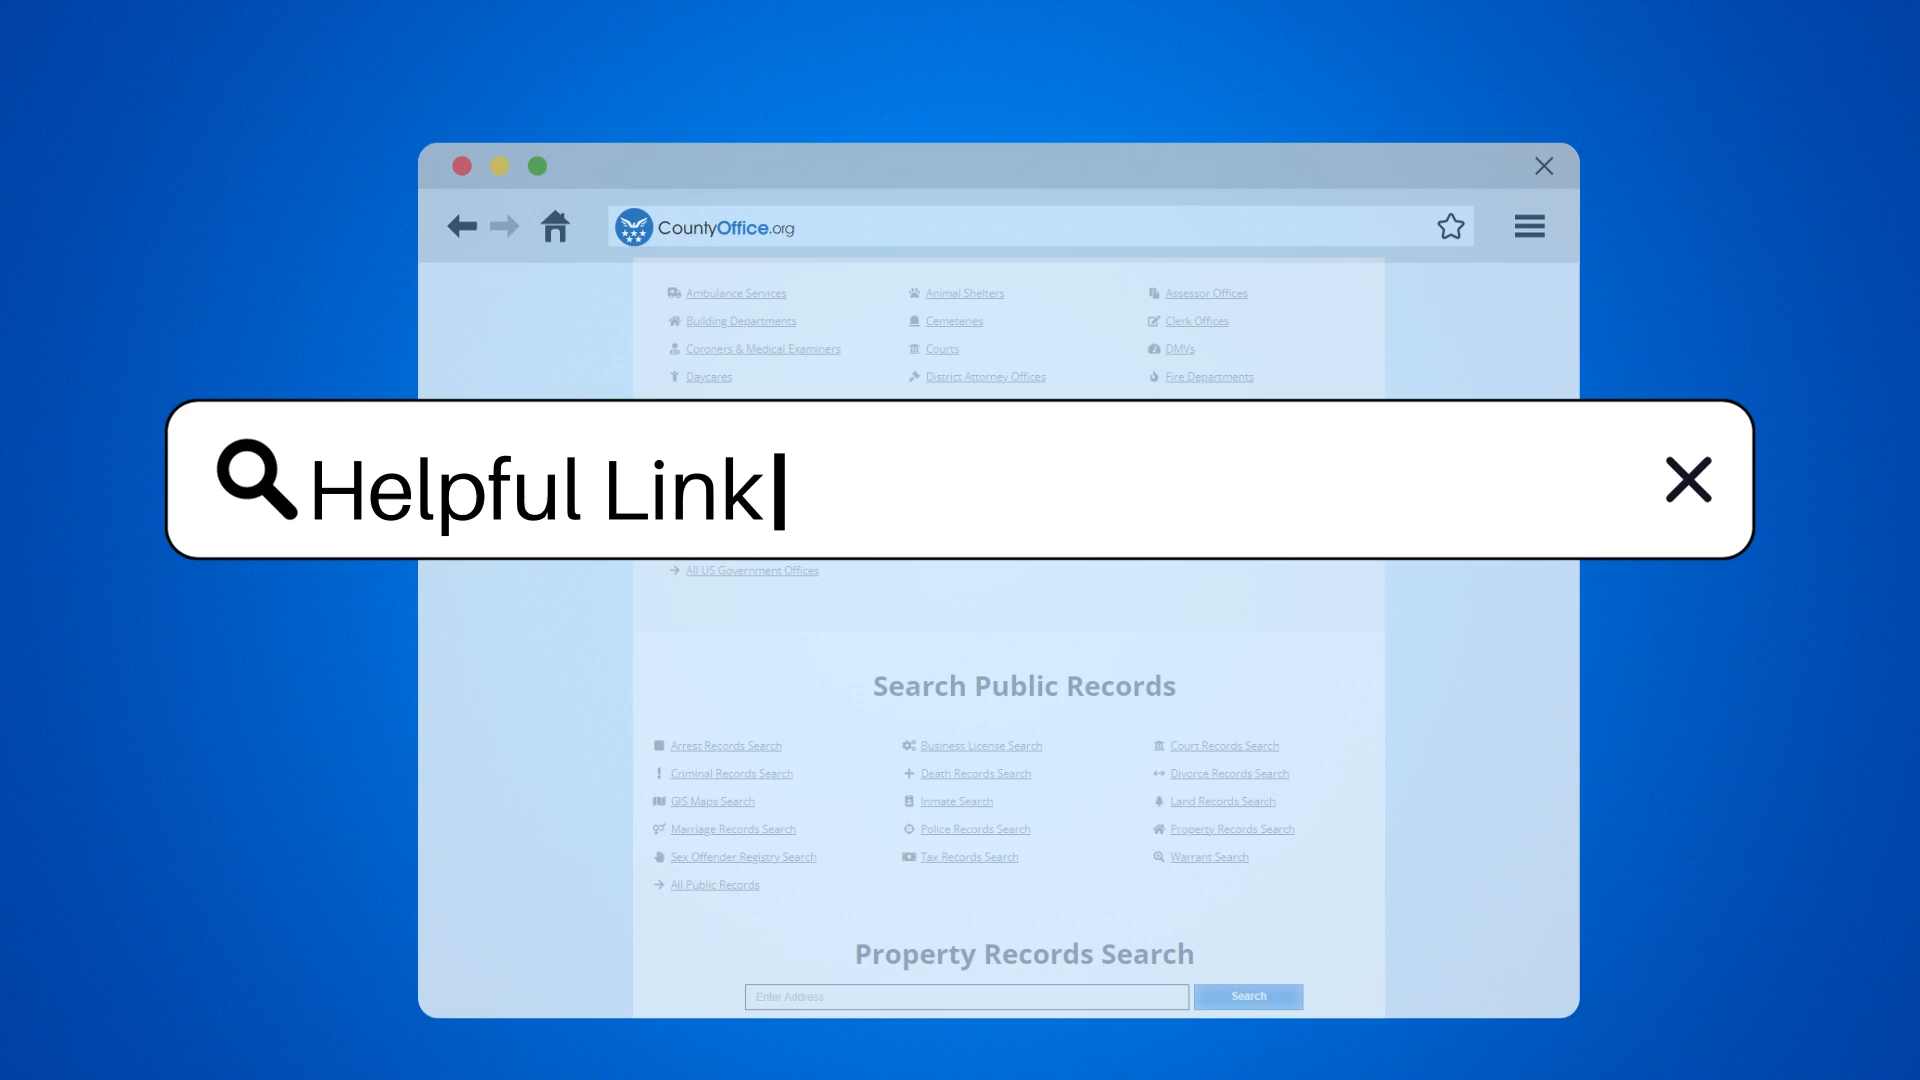 CountyOffice.org
Ambulance Services Animal Shelters Assessor Offices
Building Departments Cemeteries Clerk Offices
Coroners & Medical Examiners Courts DMVs
Daycares District Attorney Offices Fire Departments
Helpful Link
All US Government Offices
Search Public Records
Arrest Records Search Business License Search Court Records Search
Criminal Records Search Death Records Search Divorce Records Search
GIS Maps Search Inmate Search Land Records Search
Marriage Records Search Police Records Search Property Records Search
Sex Offender Registry Search Tax Records Search Warrant Search
All Public Records
Property Records Search
Enter Address Search